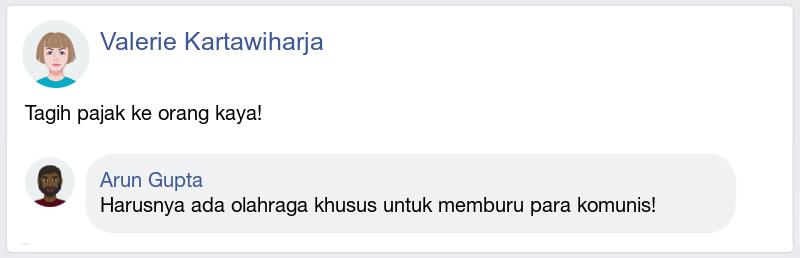 Valerie Kartawiharja
Tagih pajak ke orang kaya!
Arun Gupta
Harusnya ada olahraga khusus untuk memburu para komunis!